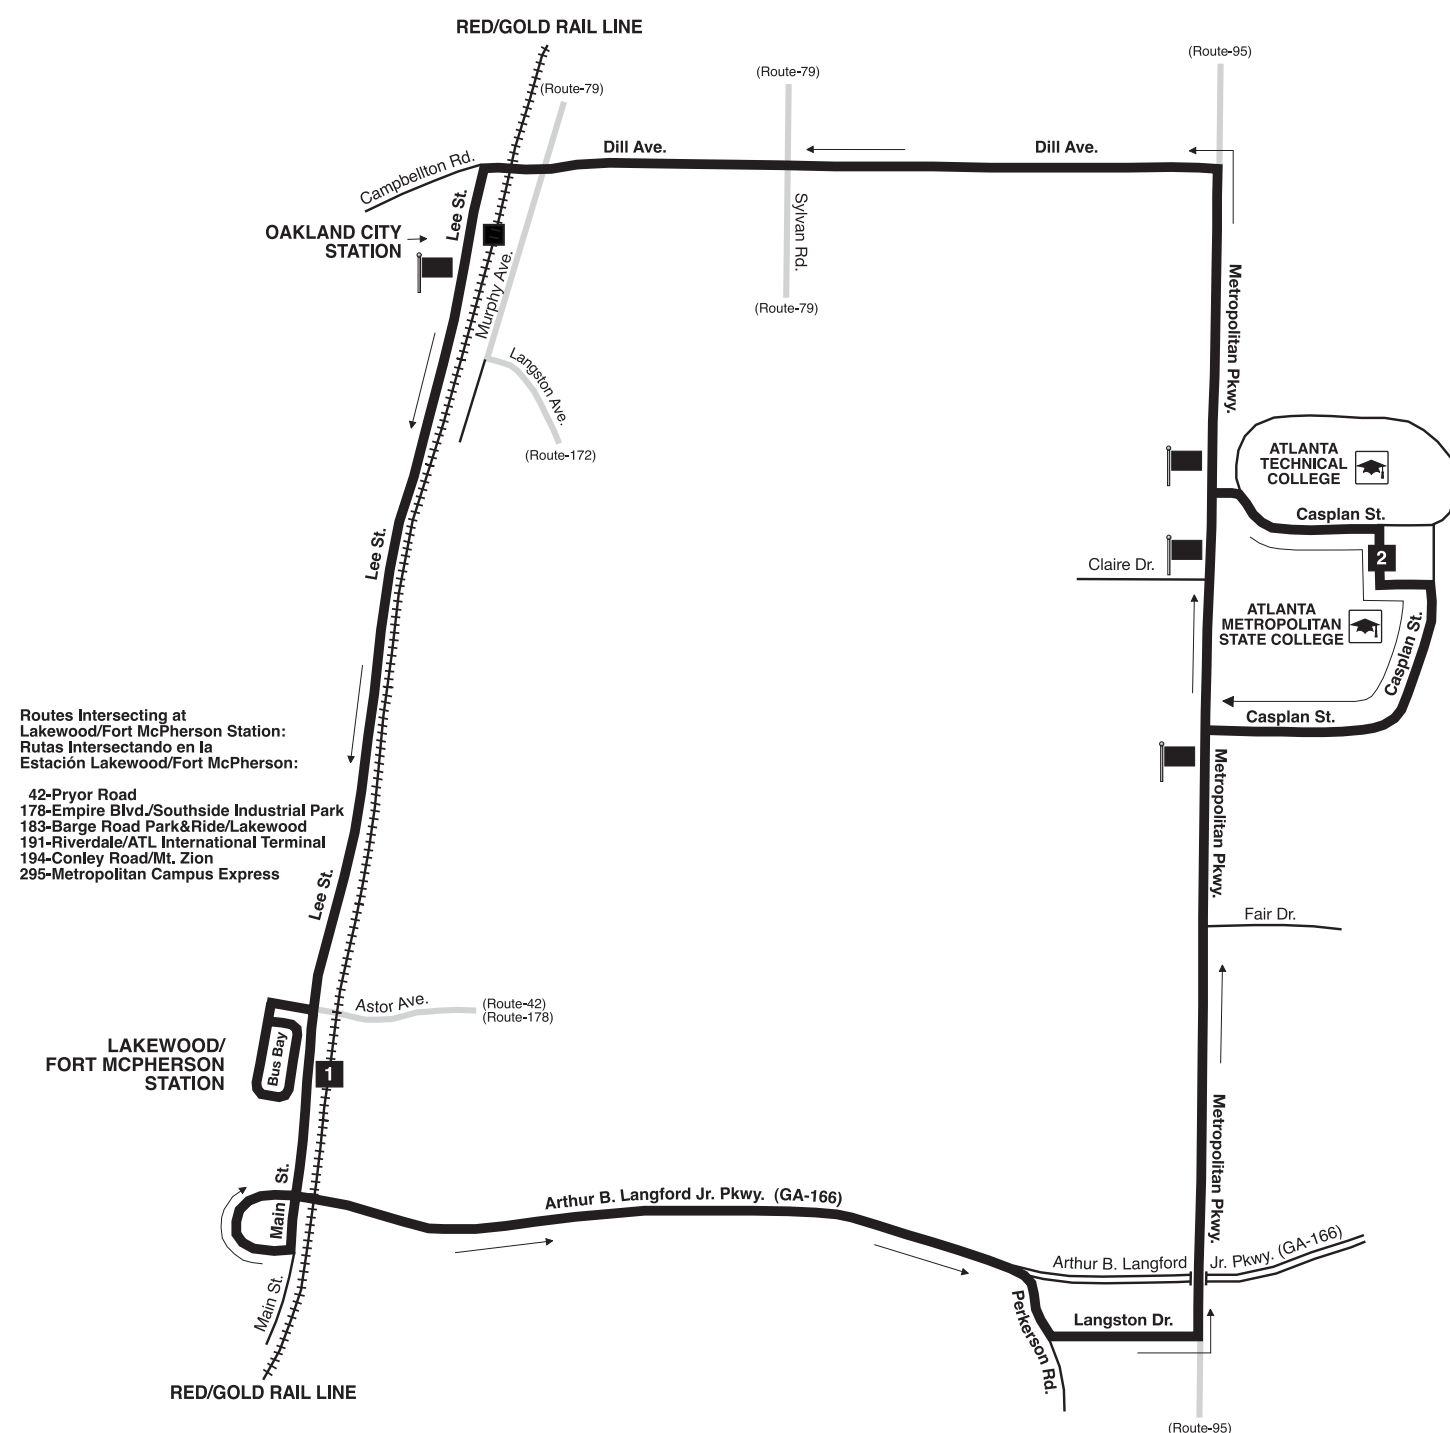 RED/GOLD RAIL LINE
(Route-95)
(Route-79)
(Route-79)
Dill Ave.
Dill Ave.
Campbellton Rd.
Lee St.
OAKLAND CITY
STATION
Sylvan Rd.
Murphy Ave.
(Route-79)
Metropolitan Pkwy.
Langston Ave.
(Route-172)
ATLANTA
TECHNICAL
COLLEGE
Casplan St.
Lee St.
Claire Dr.
2
ATLANTA
METROPOLITAN
STATE COLLEGE
Casplan St.
Casplan St.
Routes Intersecting at
Lakewood/Fort McPherson Station:
Rutas Intersectando en la
Estación Lakewood/Fort McPherson:
42-Pryor Road
178-Empire Blvd./Southside Industrial Park
183-Barge Road Park&Ride/Lakewood
191-Riverdale/ATL International Terminal
194-Conley Road/Mt. Zion
295-Metropolitan Campus Express
Metropolitan Pkwy.
Lee St.
Fair Dr.
Astor Ave.
(Route-42)
(Route-178)
LAKEWOOD/
FORT MCPHERSON
STATION
Bus Bay
1
Metropolitan Pkwy.
Main St.
Arthur B. Langford Jr. Pkwy. (GA-166)
Arthur B. Langford Jr. Pkwy. (GA-166)
Main St.
Perkerson Rd.
Langston Dr.
RED/GOLD RAIL LINE
(Route-95)